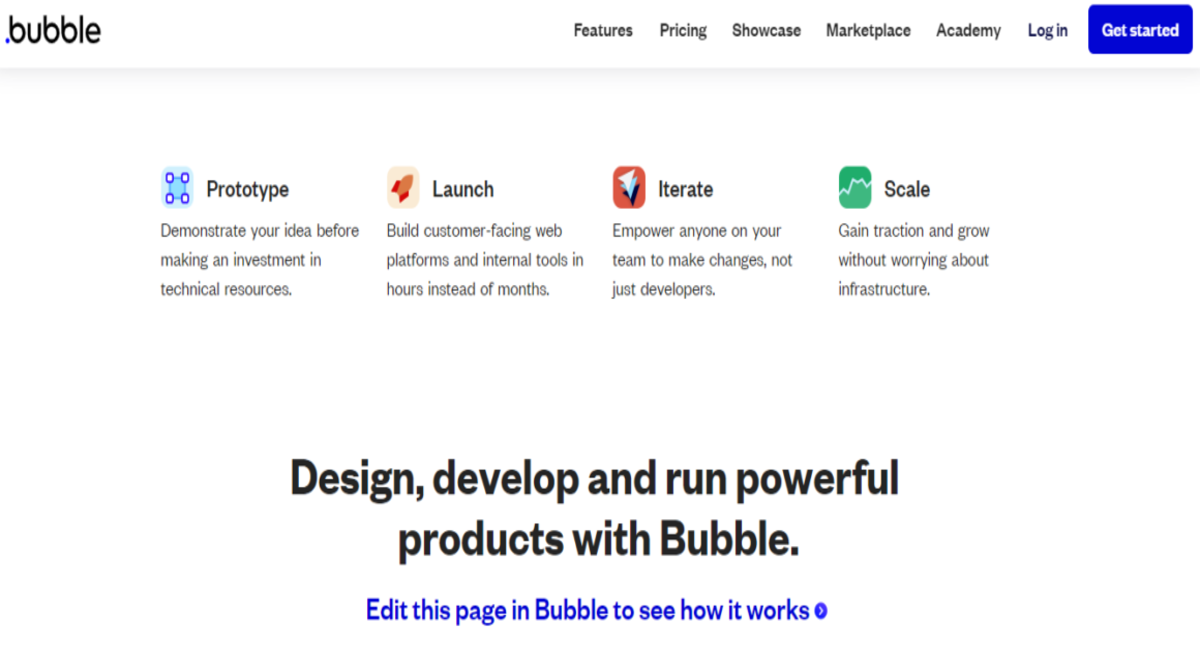 .bubble
Features Pricing Showcase Marketplace Academy Log in Get started
Prototype
Demonstrate your idea before
making an investment in
technical resources.
Launch
Build customer-facing web
platforms and internal tools in
hours instead of months.
Iterate
Empower anyone on your
team to make changes, not
just developers.
Scale
Gain traction and grow
without worrying about
infrastructure.
Design, develop and run powerful
products with Bubble.
Edit this page in Bubble to see how it works